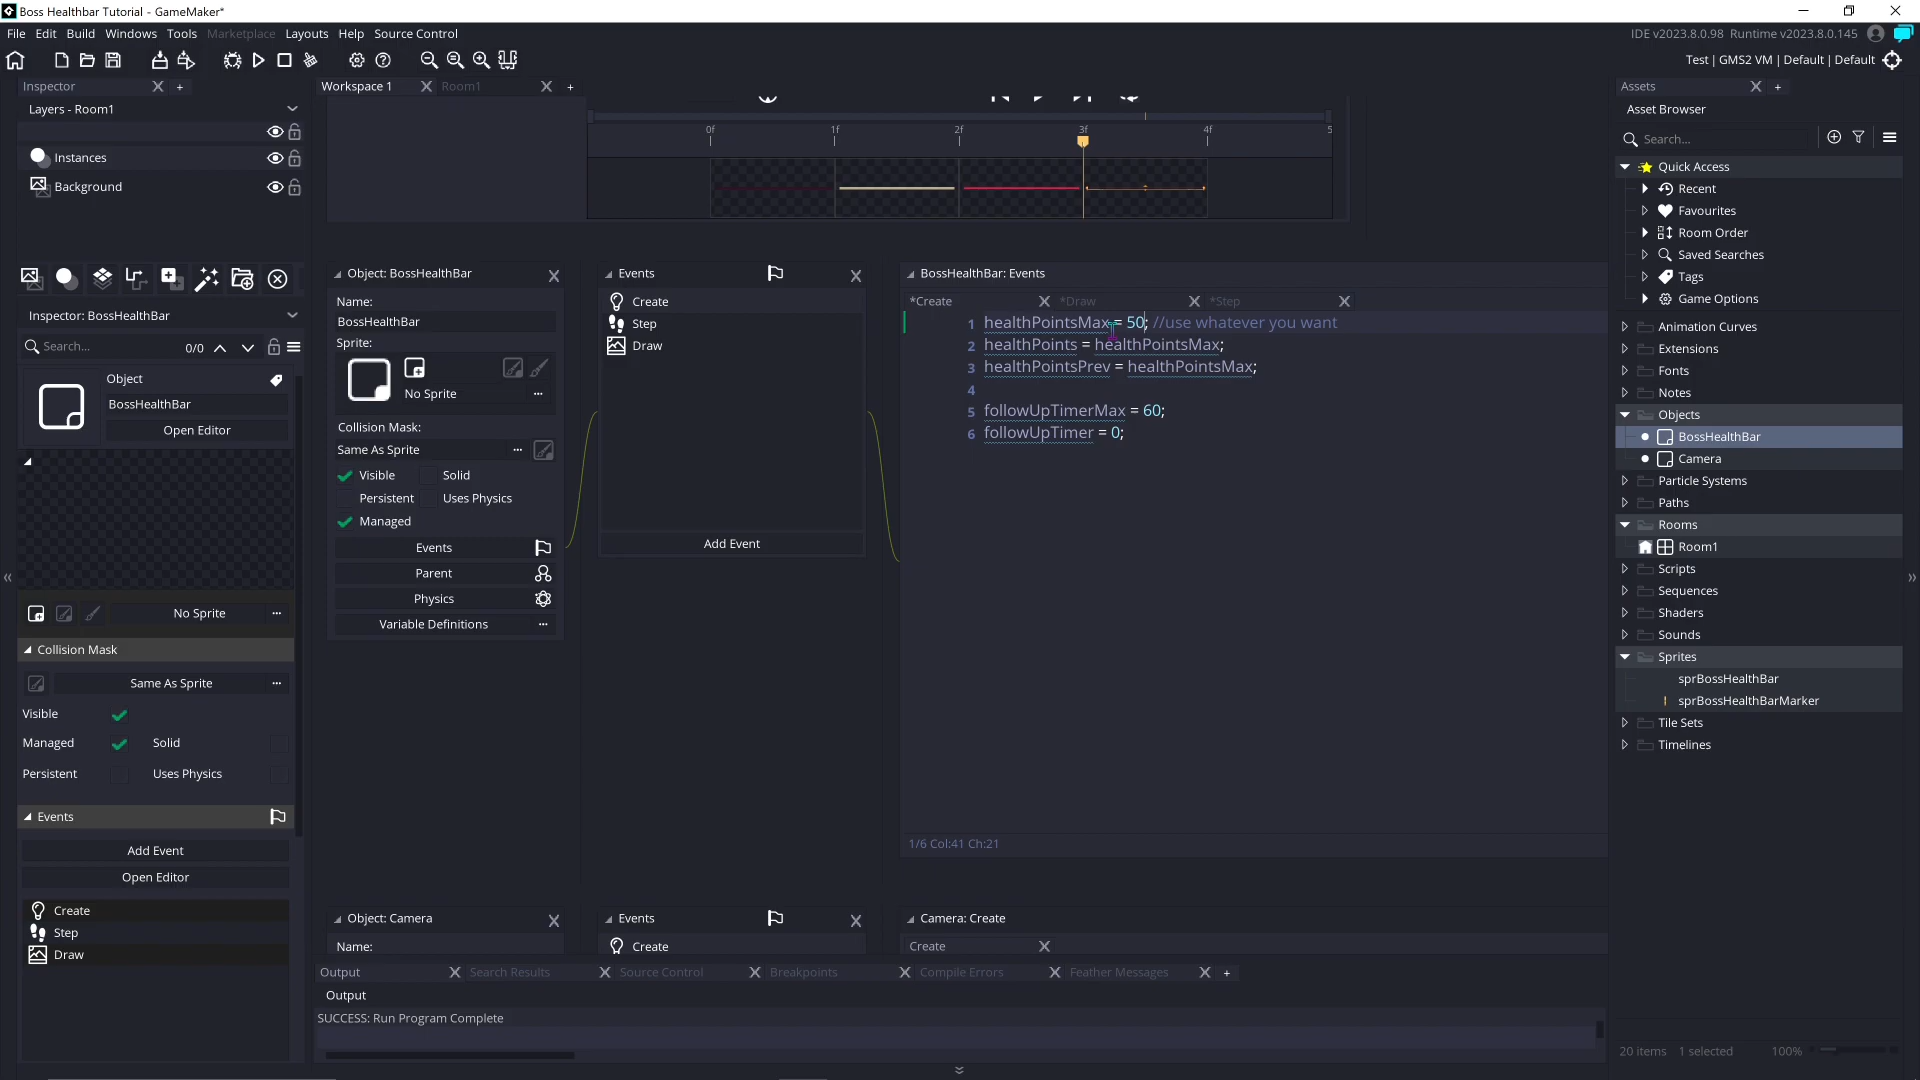 Boss Healthbar Tutorial - GameMaker*
File Edit Build Windows Tools Marketplace Layouts Help Source Control
IDE v2023.8.0.98 Runtime v2023.8.0.145
Test | GMS2 VM | Default | Default
Inspector
Layers - Room1
Instances
Background
Inspector: BossHealthBar
Search... 0/0
Object
BossHealthBar
Open Editor
No Sprite
Collision Mask
Same As Sprite
Visible
Managed Solid
Persistent Uses Physics
Events
Add Event
Open Editor
Create
Step
Draw
Workspace 1 Room1
0f 1f 2f 3f 4f 5
Object: BossHealthBar
Name:
BossHealthBar
Sprite:
No Sprite
Collision Mask:
Same As Sprite
Visible Solid
Persistent Uses Physics
Managed
Events
Parent
Physics
Variable Definitions
Events
Create
Step
Draw
Add Event
BossHealthBar: Events
*Create *Draw *Step
1 healthPointsMax = 50; //use whatever you want
2 healthPoints = healthPointsMax;
3 healthPointsPrev = healthPointsMax;
4
5 followUpTimerMax = 60;
6 followUpTimer = 0;
1/6 Col:41 Ch:21
Object: Camera
Name:
Events
Create
Camera: Create
Create
Output Search Results Source Control Breakpoints Compile Errors Feather Messages
Output
SUCCESS: Run Program Complete
Assets
Asset Browser
Search...
Quick Access
Recent
Favourites
Room Order
Saved Searches
Tags
Game Options
Animation Curves
Extensions
Fonts
Notes
Objects
BossHealthBar
Camera
Particle Systems
Paths
Rooms
Room1
Scripts
Sequences
Shaders
Sounds
Sprites
sprBossHealthBar
sprBossHealthBarMarker
Tile Sets
Timelines
20 items 1 selected 100%